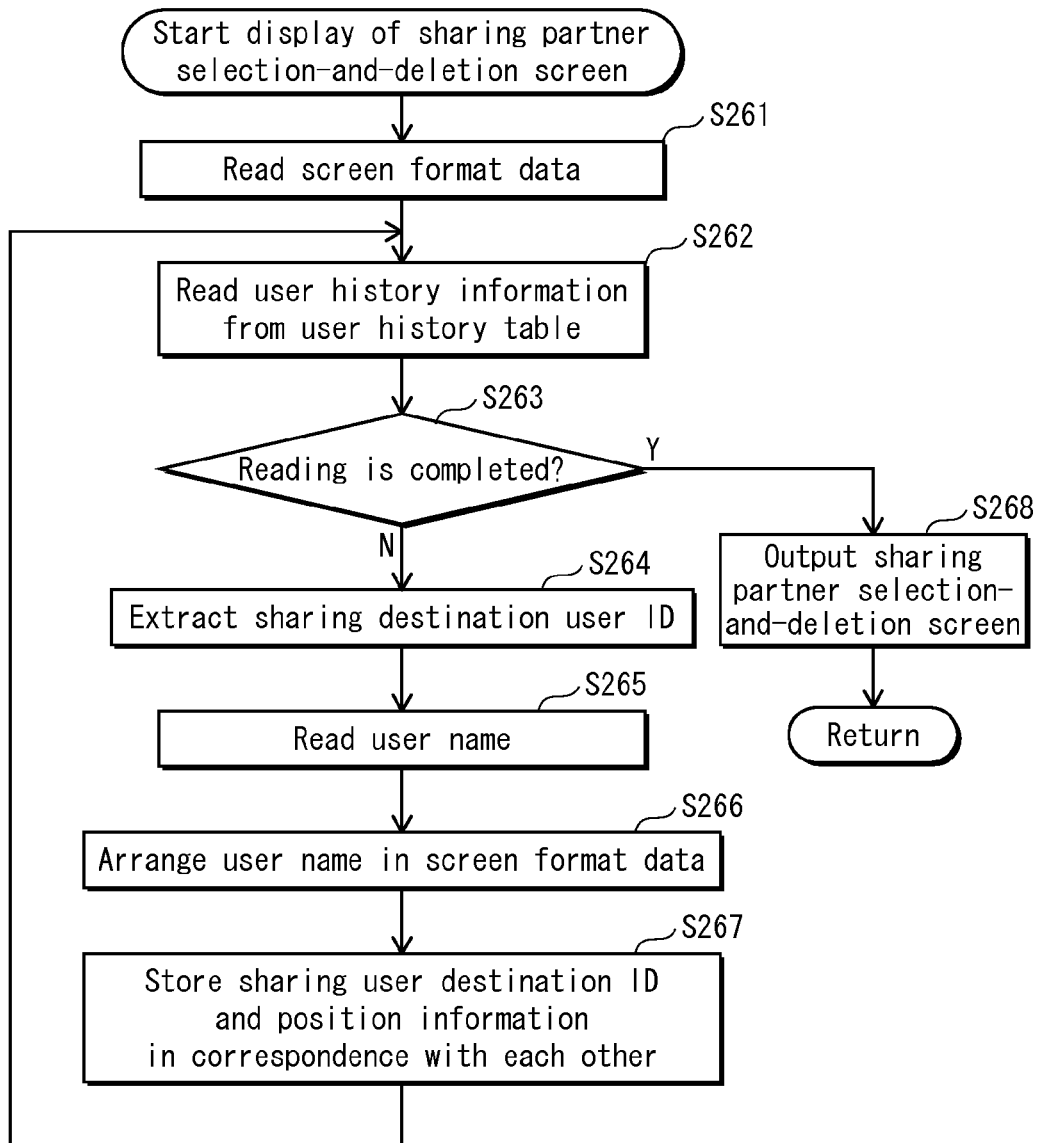 Start display of sharing partner
selection-and-deletion screen
S261
Read screen format data
S262
Read user history information
from user history table
S263
Reading is completed?
Y
N
S268
Output sharing
partner selection-
and-deletion screen
Return
S264
Extract sharing destination user ID
S265
Read user name
S266
Arrange user name in screen format data
S267
Store sharing user destination ID
and position information
in correspondence with each other